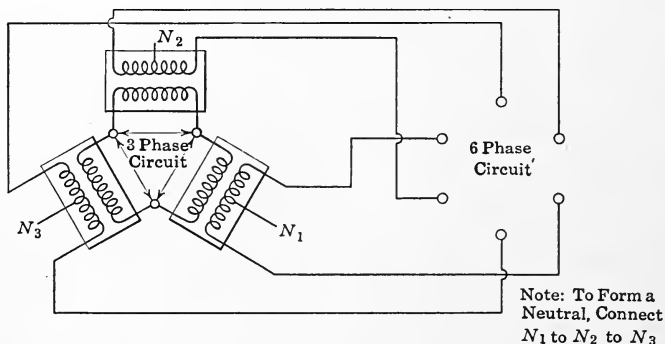 N₂
3 Phase
Circuit
6 Phase
Circuit'
N₃
N₁
Note: To Form a
Neutral, Connect
N₁ to N₂ to N₃